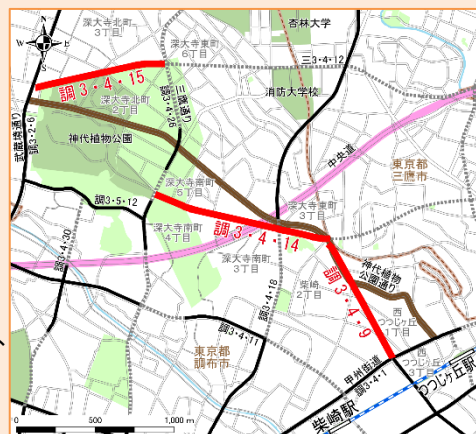 深大寺北町
3丁目
深大寺東町
6丁目
杏林大学
N
W
E
S
三3・4・12
調3・4・15
三鷹通り
調3・4・26
消防大学校
深大寺北町
2丁目
武蔵境通り
調3・2・6
神代植物公園
中央道
東京都
三鷹市
深大寺南町
5丁目
調3・5・12
深大寺東町
3丁目
深大寺南町
4丁目
調3・4・14
調3・4・30
深大寺南町
3丁目
神代植物
公園通り
柴崎
2丁目
調3・4・18
調3・4・9
西
つつじヶ丘
1丁目
調3・4・11
東京都
調布市
甲州街道
調3・4・1
西
つつじヶ丘
3丁目
つつじヶ丘駅
柴崎駅
0
500
1,000 m